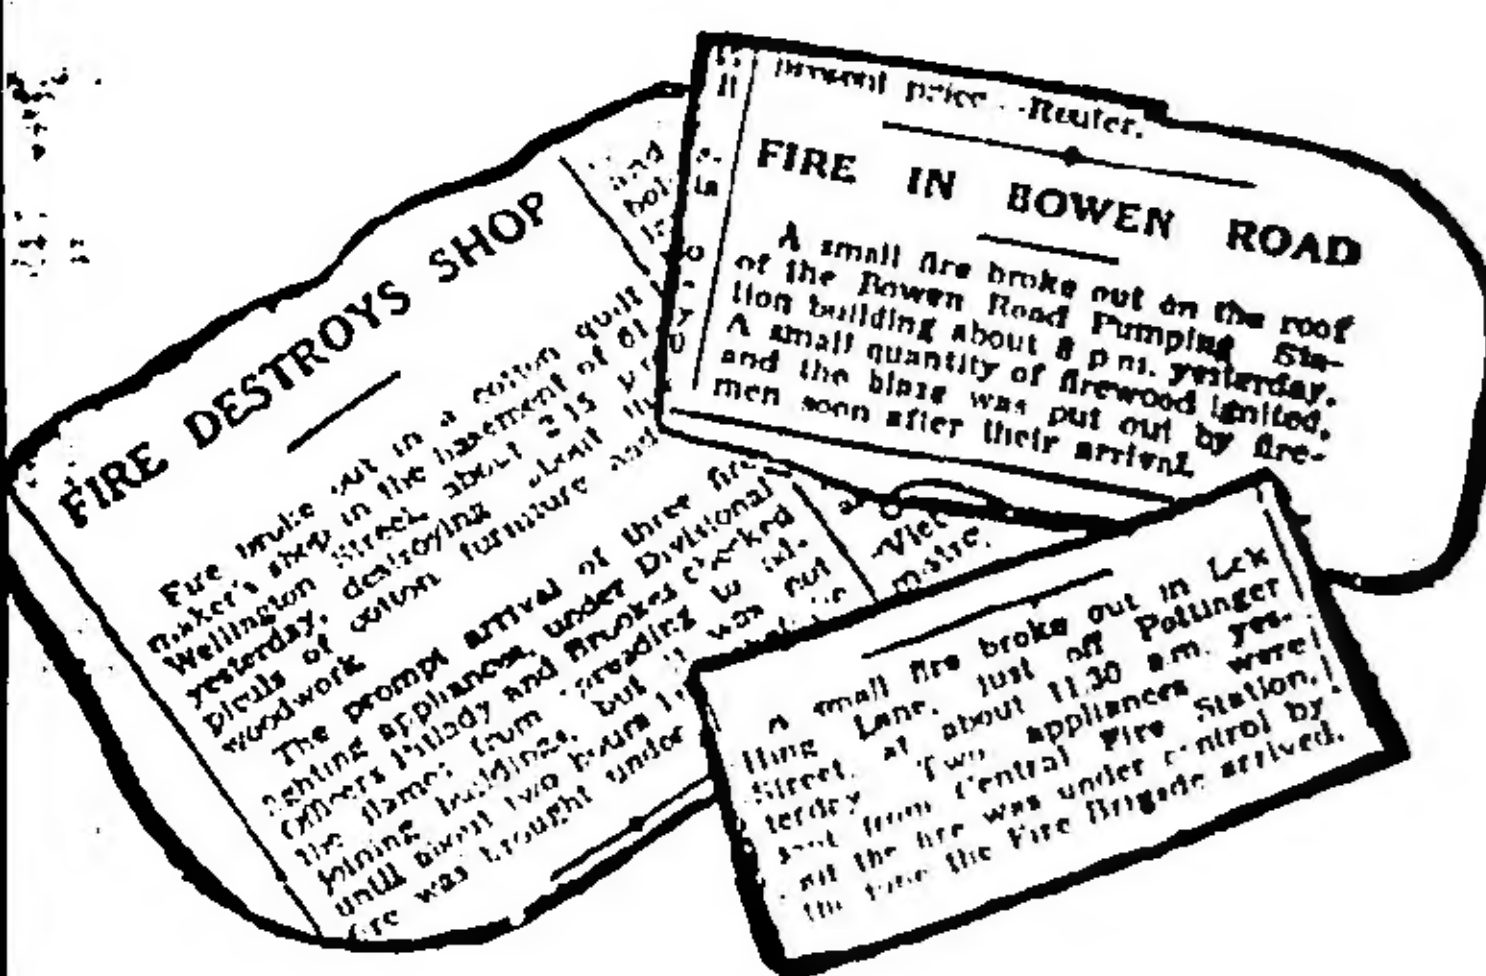 FIRE DESTROYS SHOP
Fire broke out in a cotton quilt
maker's shop in the basement of 61
Wellington Street, about 2.15
yesterday, destroying about
piculs of cotton furniture and
woodwork
The prompt arrival of three fire
fighting appliances, under Divisional
Officers and Brookes checked
the flames from spreading to ad-
joining buildings, but it was not
until about two hours
fire was brought under
present price.—Reuter.
FIRE IN BOWEN ROAD
A small fire broke out on the roof
of the Bowen Road Pumping Sta-
tion building about 8 p.m. yesterday.
A small quantity of firewood ignited,
and the blaze was put out by fire-
men soon after their arrival.
A small fire broke out in Lek
Lane, just off Pottinger
Street, at about 11.30 a.m. yes-
terday. Two appliances were
sent from Central Fire Station,
the fire was under control by
the time the Fire Brigade arrived.